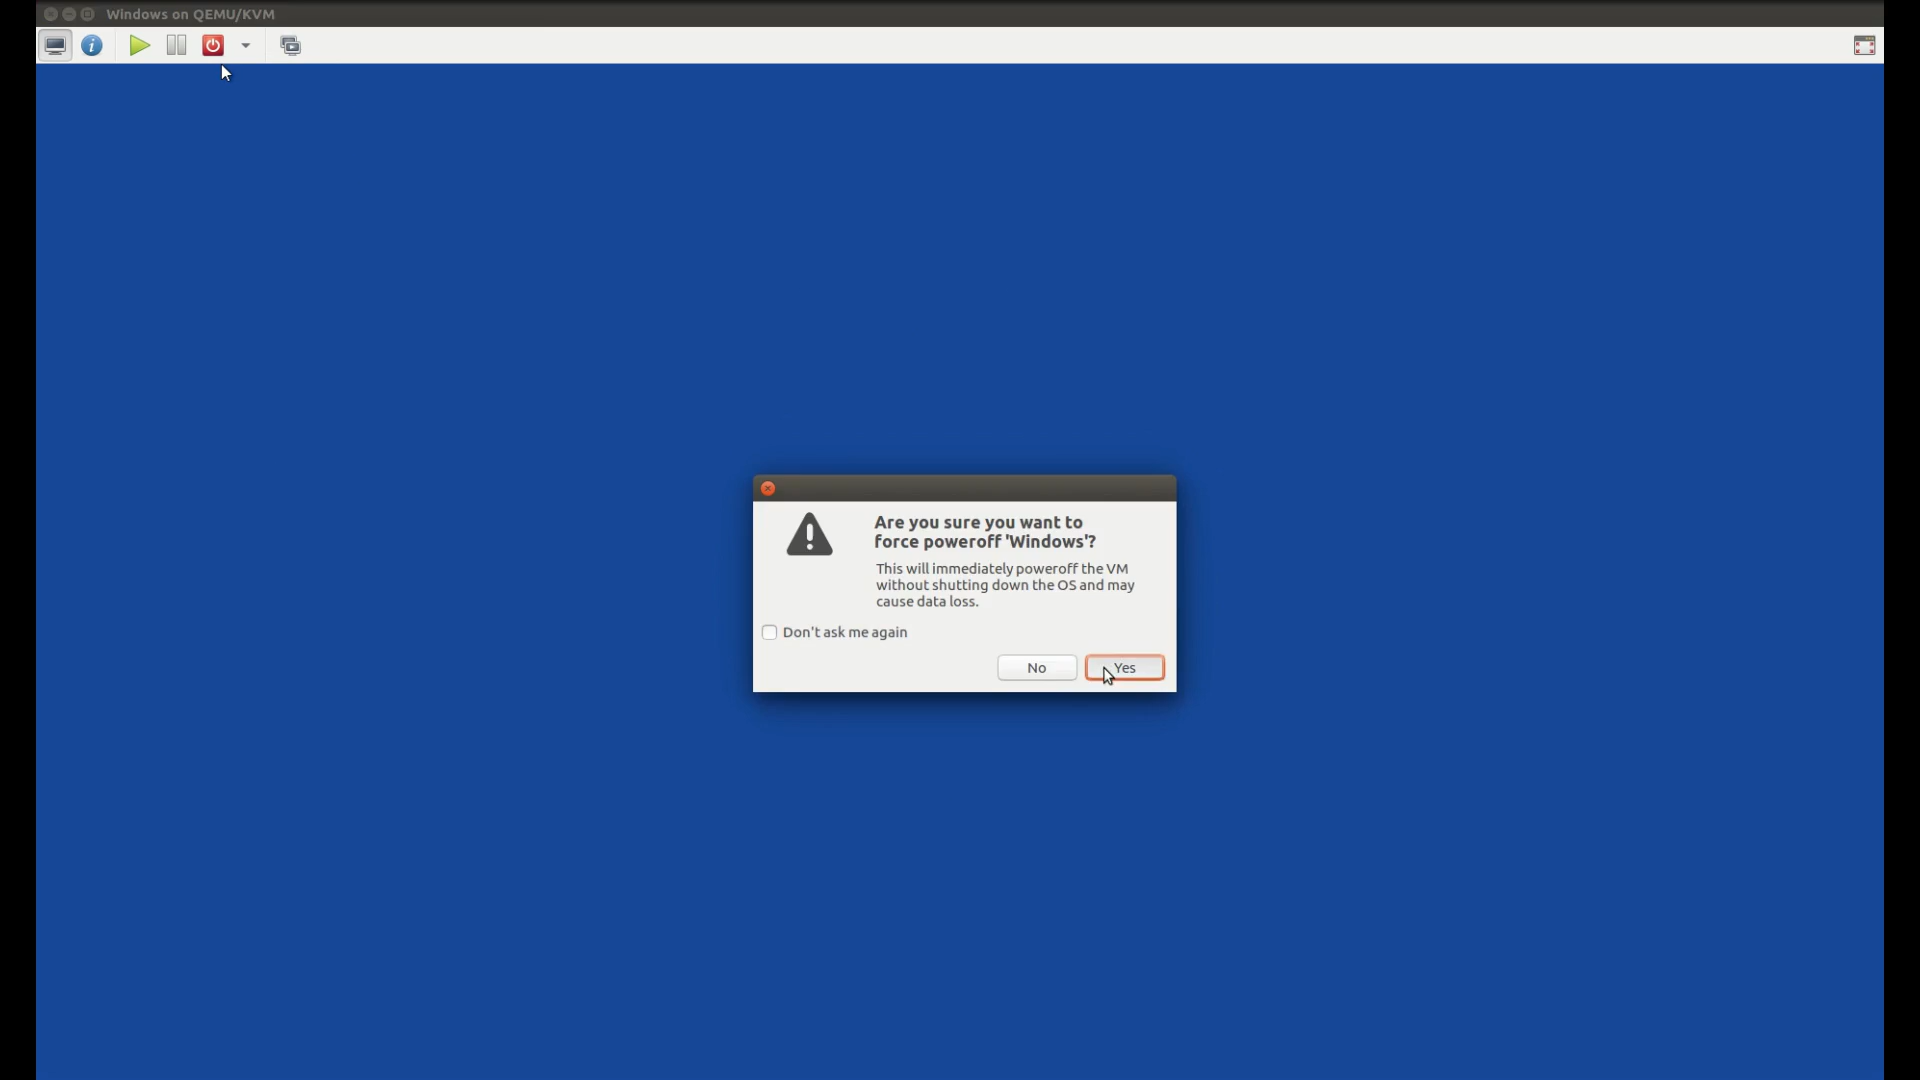 Windows on QEMU/KVM
Are you sure you want to
force poweroff 'Windows'?
This will immediately poweroff the VM
without shutting down the OS and may
cause data loss.
Don't ask me again
No
Yes